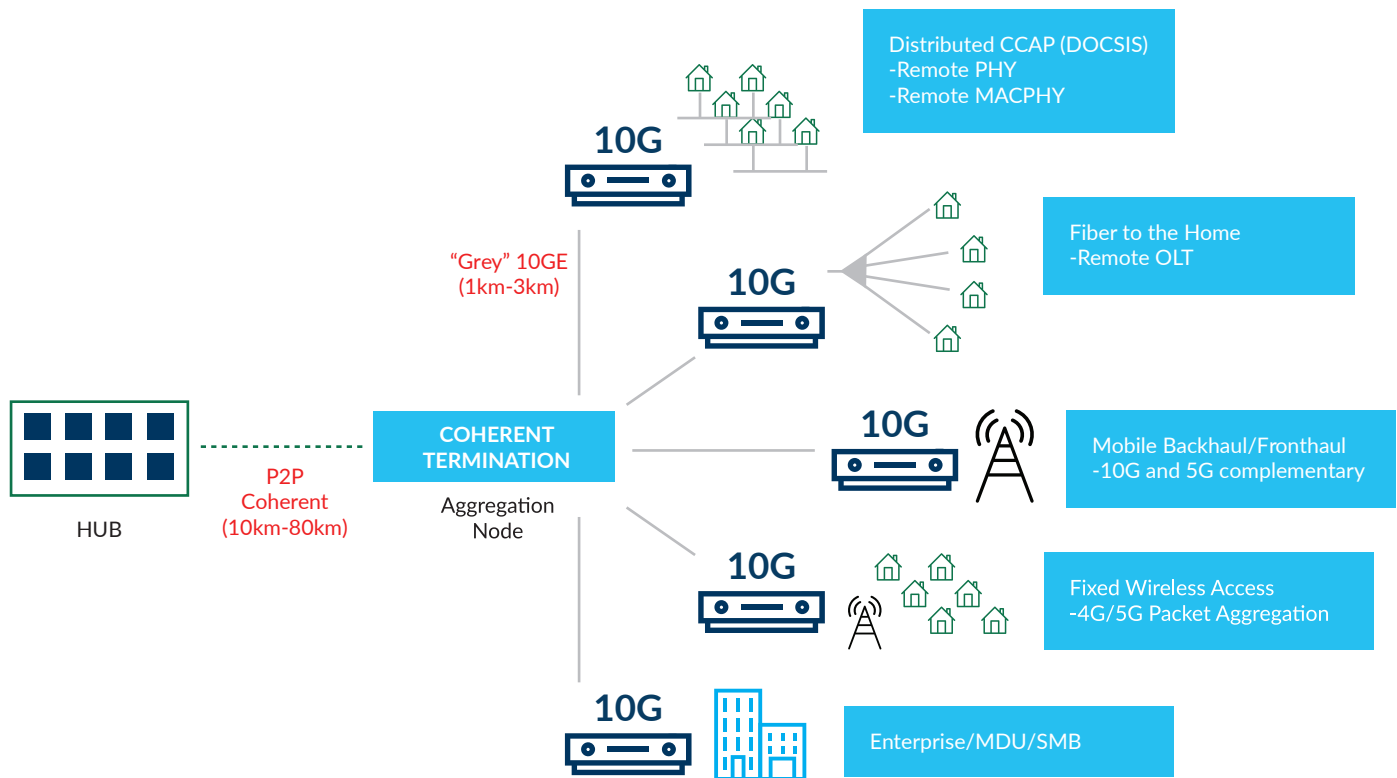 Distributed CCAP (DOCSIS)
-Remote PHY
-Remote MACPHY
10G
“Grey” 10GE
(1km-3km)
10G
Fiber to the Home
-Remote OLT
10G
Mobile Backhaul/Fronthaul
-10G and 5G complementary
COHERENT
TERMINATION
Aggregation
Node
P2P
Coherent
(10km-80km)
HUB
10G
Fixed Wireless Access
-4G/5G Packet Aggregation
10G
Enterprise/MDU/SMB